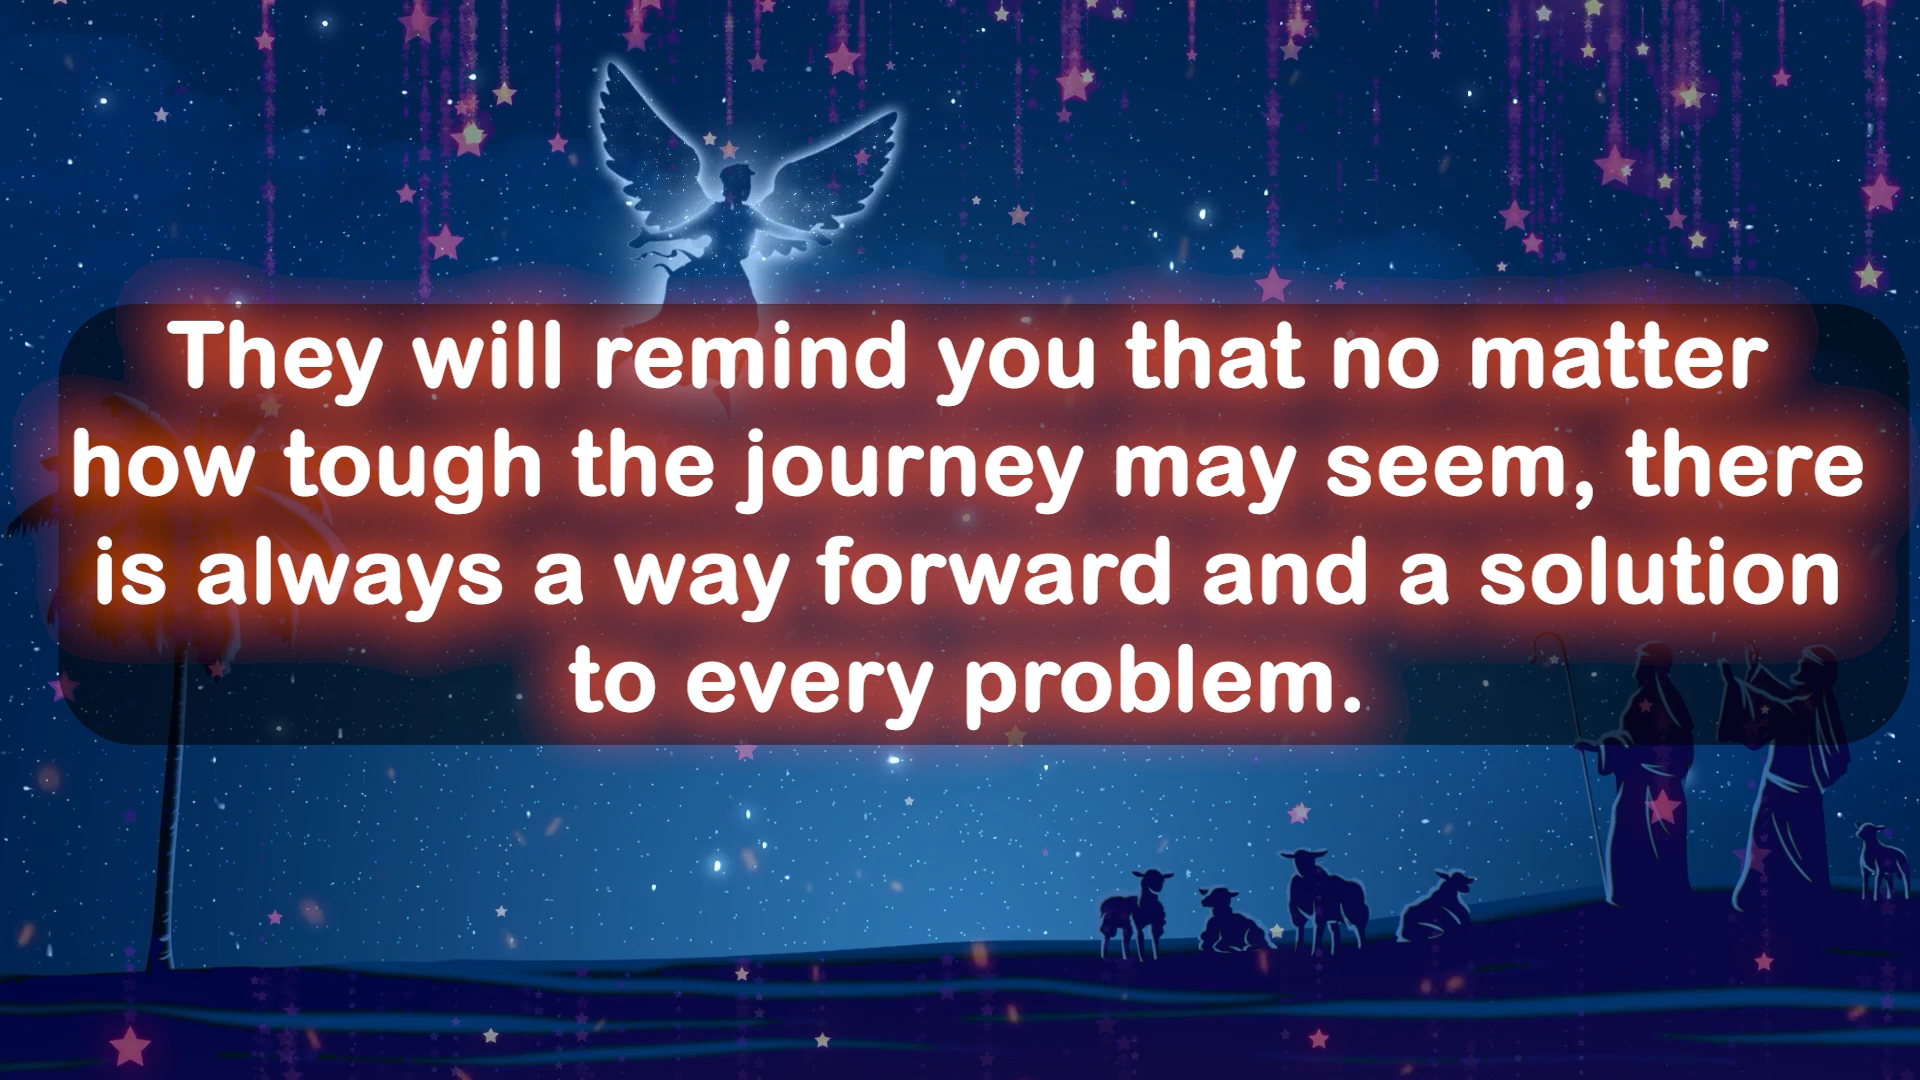 They will remind you that no matter
how tough the journey may seem, there
is always a way forward and a solution
to every problem.